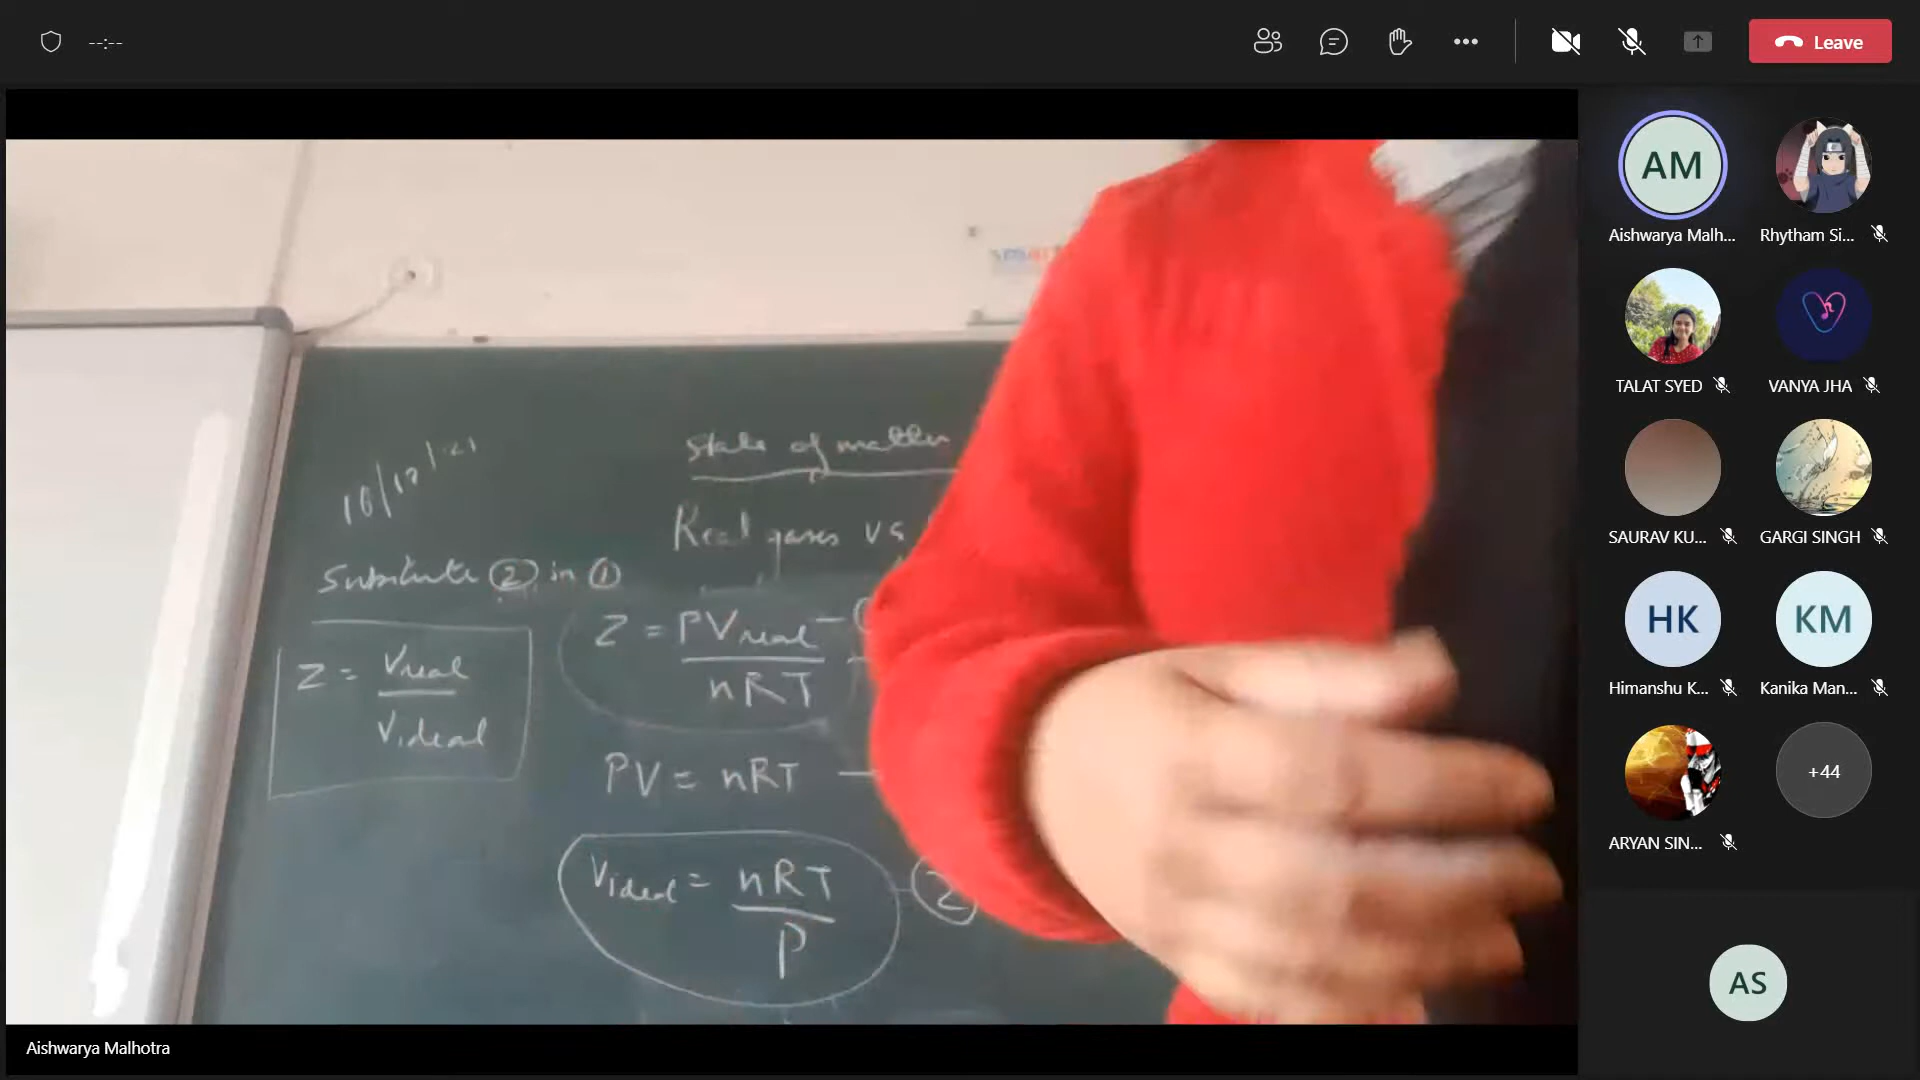 --:--
Leave
State of matter
16/12/21
Real gases vs
Substitute ② in ①
Z = PVreal
nRT
Z = Vreal
Videal
PV = nRT —
Videal = nRT
P
②
Aishwarya Malhotra
AM
Aishwarya Malh...
Rhytham Si...
TALAT SYED
VANYA JHA
SAURAV KU...
GARGI SINGH
HK
Himanshu K...
KM
Kanika Man...
ARYAN SIN...
+44
AS